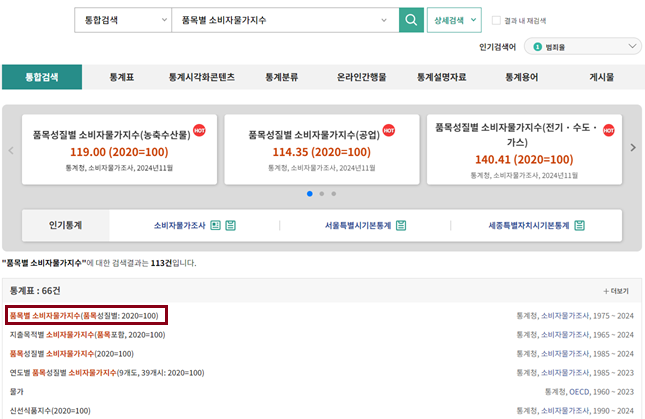 통합검색 품목별 소비자물가지수 상세검색 결과 내 재검색
인기검색어 1 범죄율
통합검색 통계표 통계시각화콘텐츠 통계분류 온라인간행물 통계설명자료 통계용어 게시물
품목성질별 소비자물가지수(농축수산물) HOT
119.00 (2020=100)
통계청, 소비자물가조사, 2024년11월
품목성질별 소비자물가지수(공업) HOT
114.35 (2020=100)
통계청, 소비자물가조사, 2024년11월
품목성질별 소비자물가지수(전기・수도・ HOT
가스)
140.41 (2020=100)
통계청, 소비자물가조사, 2024년11월
인기통계 소비자물가조사 서울특별시기본통계 세종특별자치시기본통계
"품목별 소비자물가지수"에 대한 검색결과는 113건입니다.
통계표 : 66건 + 더보기
품목별 소비자물가지수(품목성질별: 2020=100) 통계청, 소비자물가조사, 1975 ~ 2024
지출목적별 소비자물가지수(품목포함, 2020=100) 통계청, 소비자물가조사, 1965 ~ 2024
품목성질별 소비자물가지수(2020=100) 통계청, 소비자물가조사, 1985 ~ 2024
연도별 품목성질별 소비자물가지수(9개도, 39개시: 2020=100) 통계청, 소비자물가조사, 1985 ~ 2023
물가 통계청, OECD, 1960 ~ 2023
신선식품지수(2020=100) 통계청, 소비자물가조사, 1990 ~ 2024